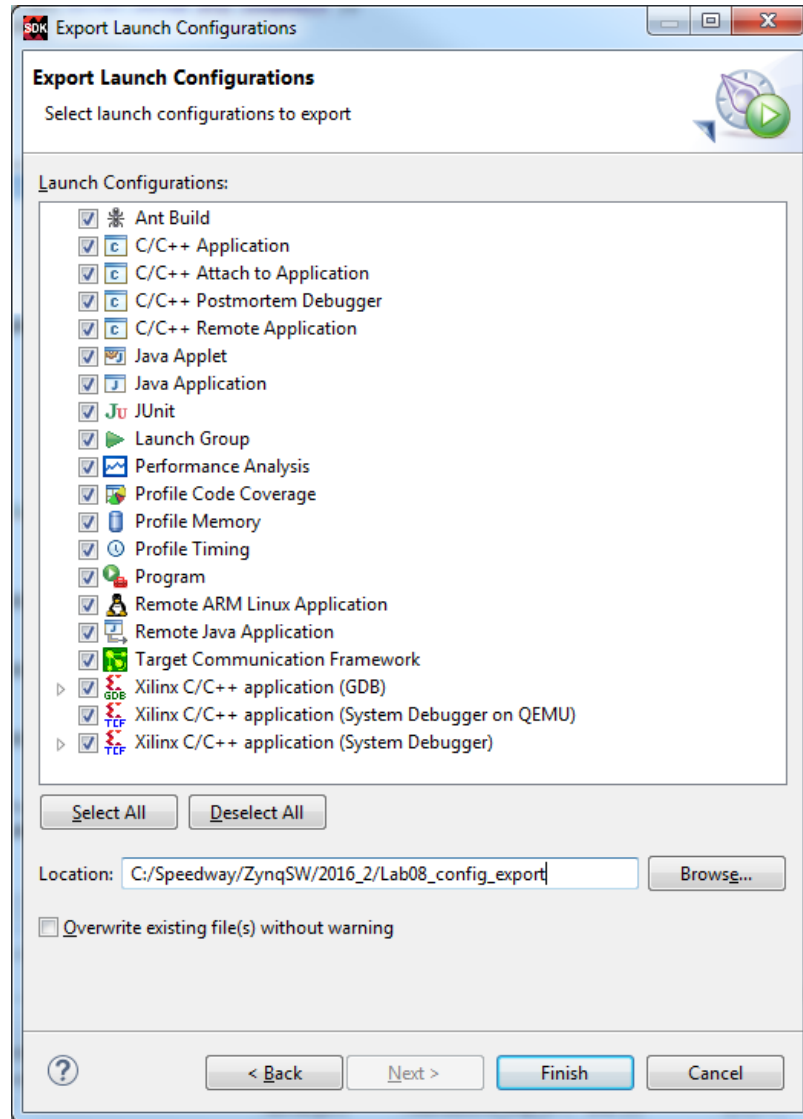 SDK Export Launch Configurations
Export Launch Configurations
Select launch configurations to export
Launch Configurations:
Ant Build
C C/C++ Application
C C/C++ Attach to Application
C C/C++ Postmortem Debugger
C C/C++ Remote Application
Java Applet
J Java Application
JU JUnit
Launch Group
Performance Analysis
Profile Code Coverage
Profile Memory
Profile Timing
Program
Remote ARM Linux Application
Remote Java Application
Target Communication Framework
GDB Xilinx C/C++ application (GDB)
TCF Xilinx C/C++ application (System Debugger on QEMU)
TCF Xilinx C/C++ application (System Debugger)
Select All Deselect All
Location: C:/Speedway/ZynqSW/2016_2/Lab08_config_export Browse...
Overwrite existing file(s) without warning
? < Back Next > Finish Cancel